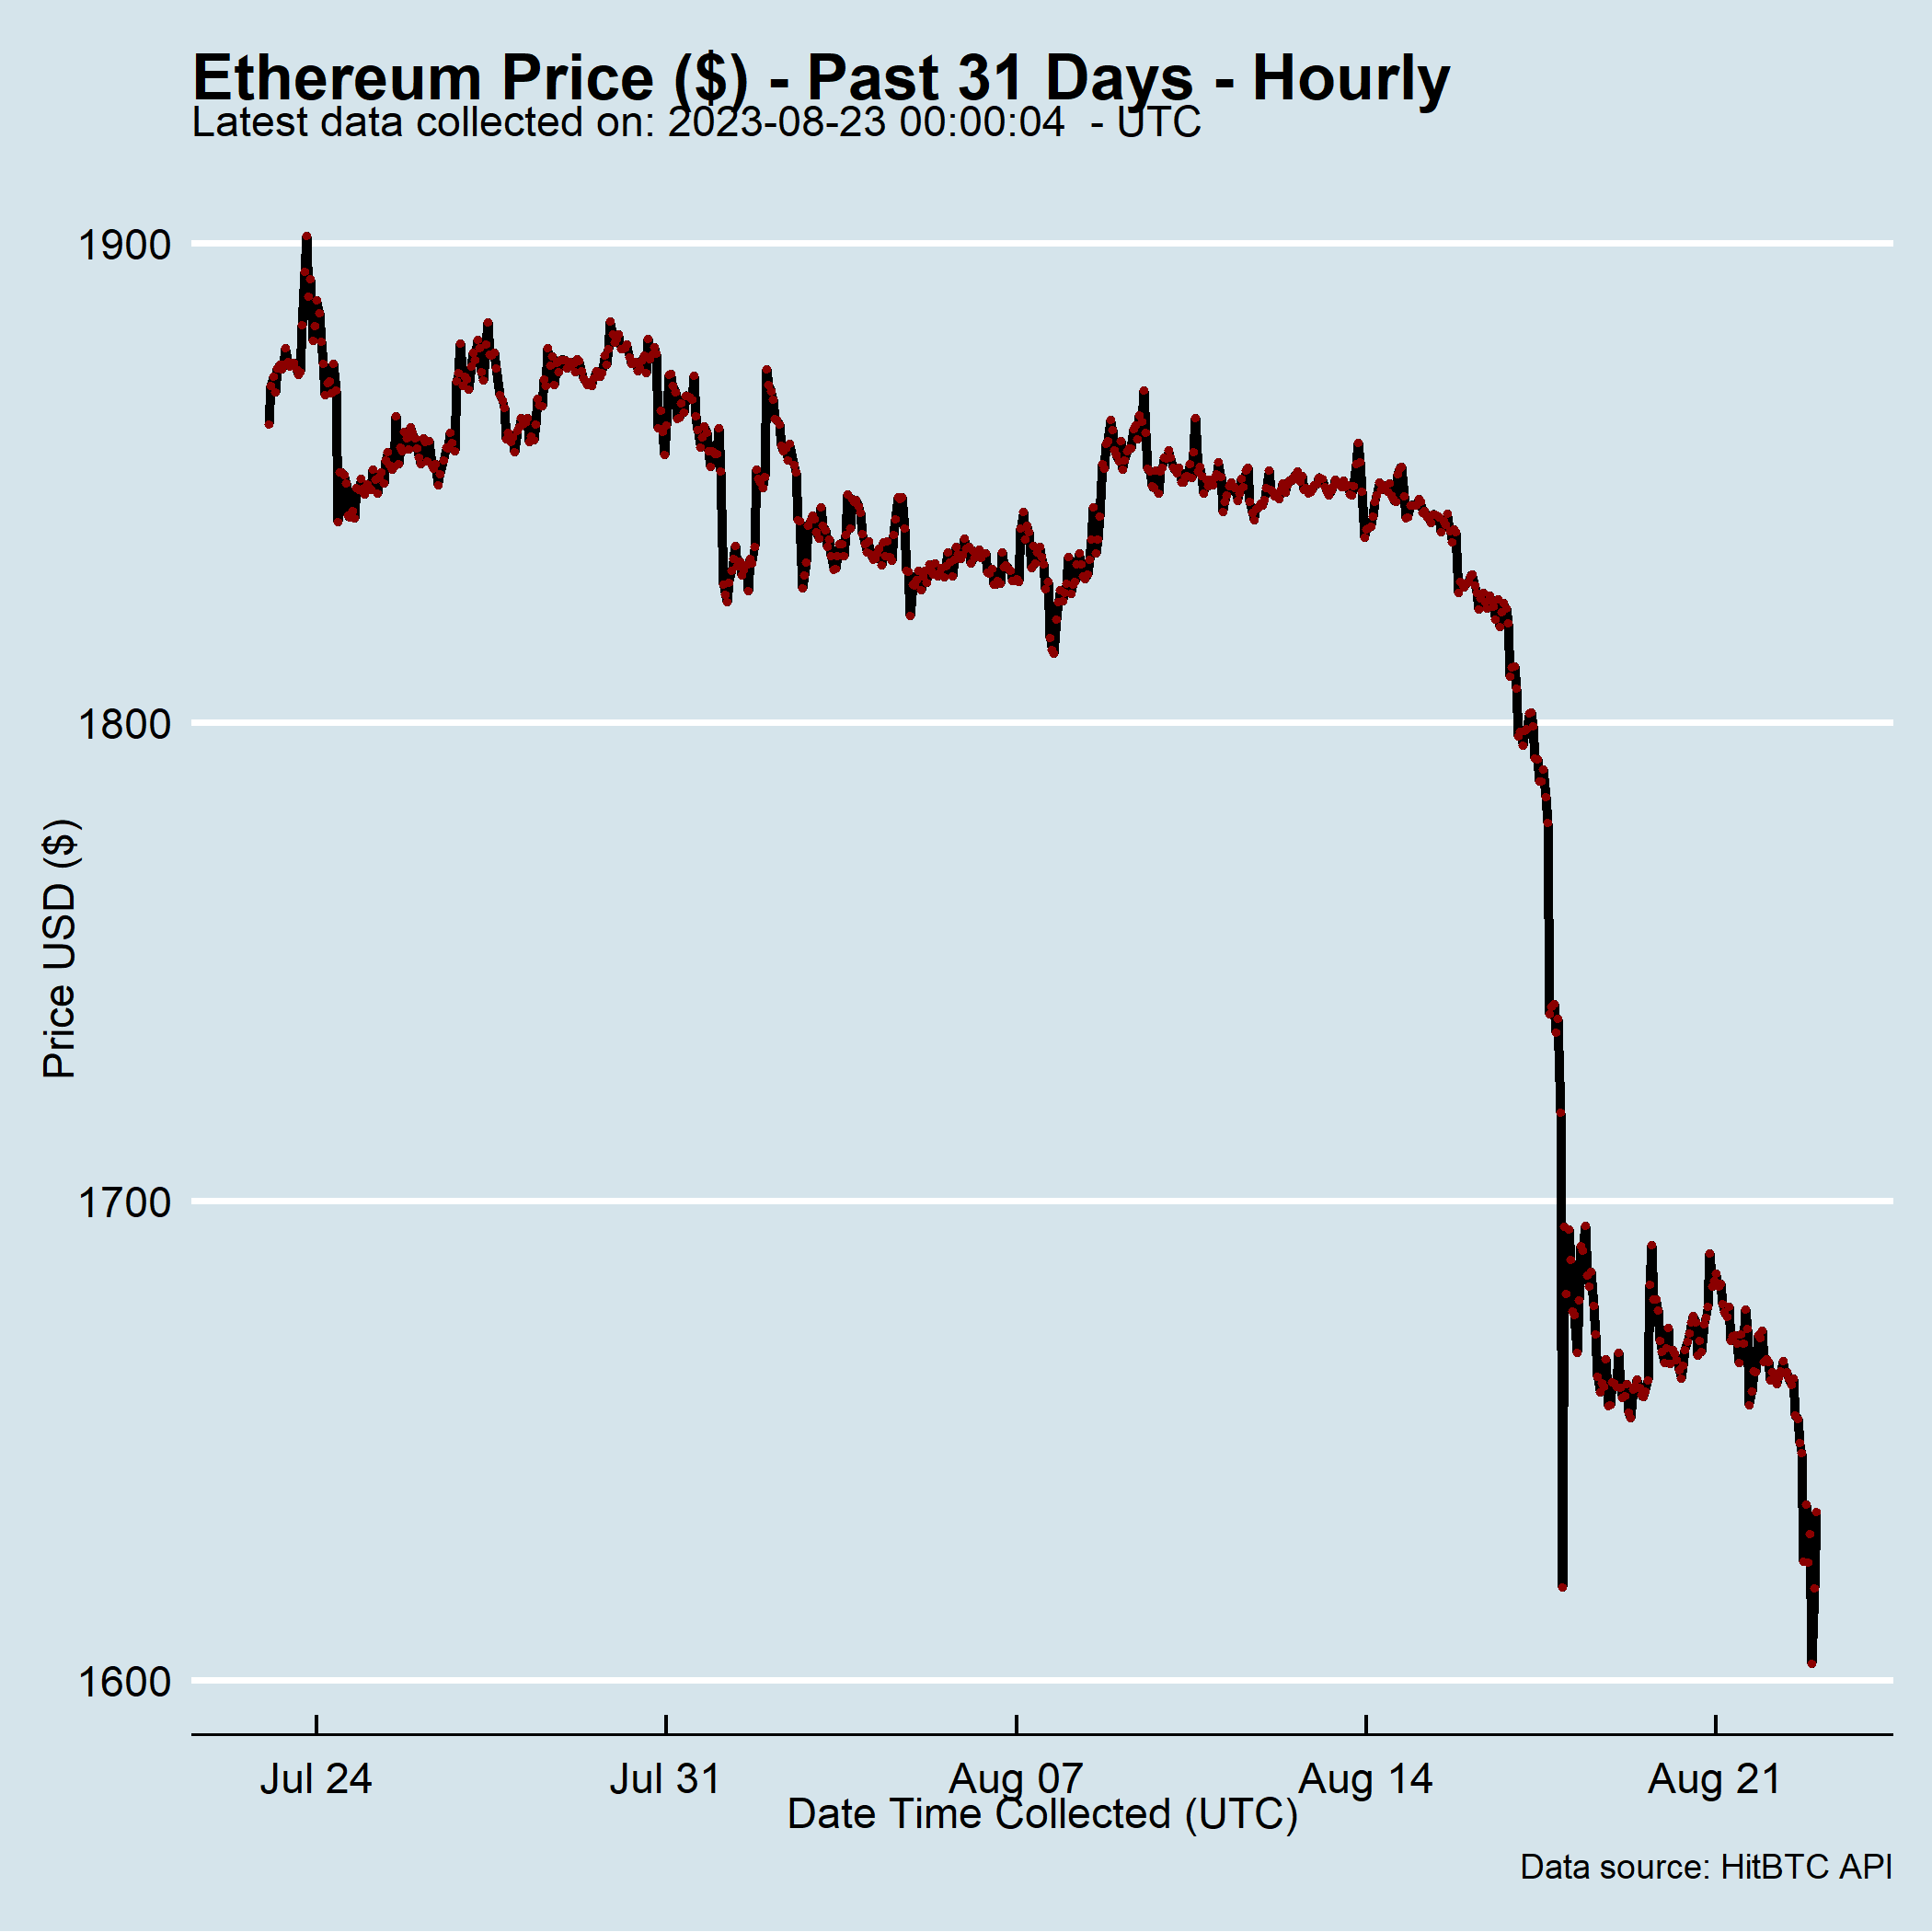 Ethereum Price ($) - Past 31 Days - Hourly
Latest data collected on: 2023-08-23 00:00:04  - UTC
Price USD ($)
1900
1800
1700
1600
Jul 24
Jul 31
Aug 07
Aug 14
Aug 21
Date Time Collected (UTC)
Data source: HitBTC API